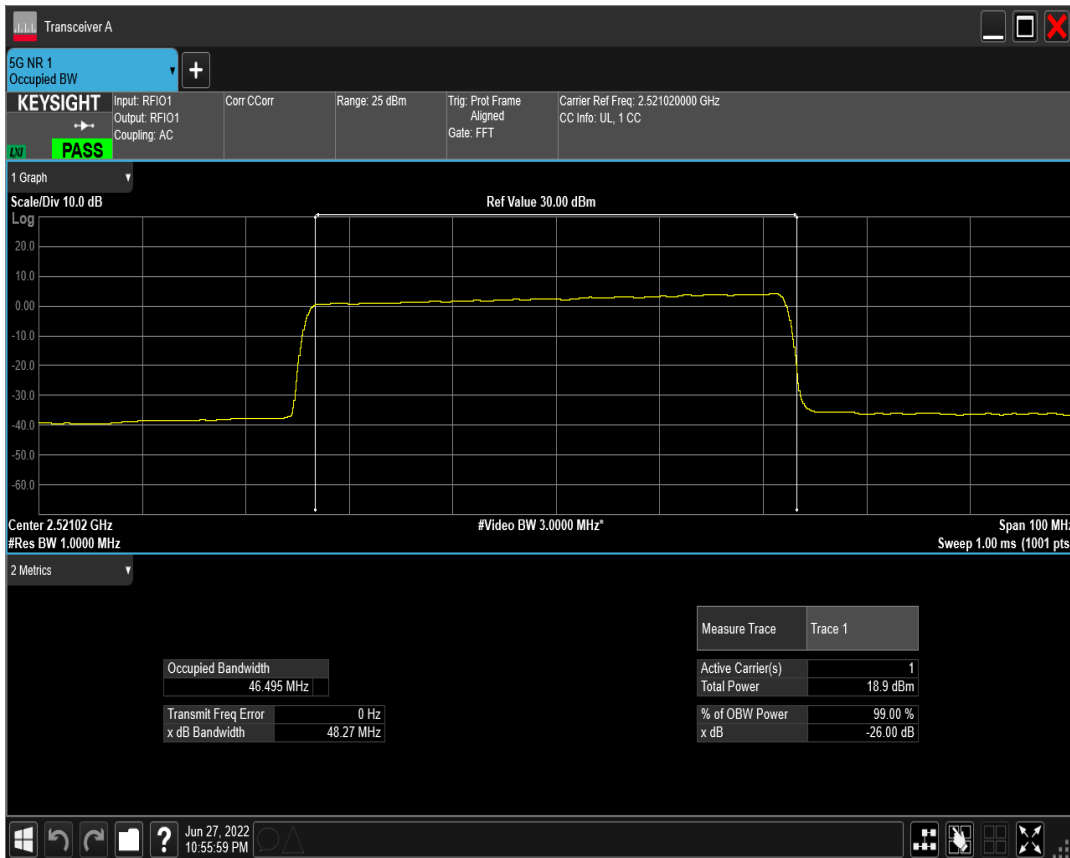 Transceiver A
5G NR 1
Occupied BW
KEYSIGHT
LXI
PASS
Input: RFIO1
Output: RFIO1
Coupling: AC
Corr CCorr
Range: 25 dBm
Trig: Prot Frame
Aligned
Gate: FFT
Carrier Ref Freq: 2.521020000 GHz
CC Info: UL, 1 CC
1 Graph
Scale/Div 10.0 dB
Ref Value 30.00 dBm
Log
20.0
10.0
0.00
-10.0
-20.0
-30.0
-40.0
-50.0
-60.0
Center 2.52102 GHz
#Video BW 3.0000 MHz*
Span 100 MHz
#Res BW 1.0000 MHz
Sweep 1.00 ms (1001 pts
2 Metrics
Measure Trace Trace 1
Occupied Bandwidth
46.495 MHz
Active Carrier(s) 1
Total Power 18.9 dBm
Transmit Freq Error 0 Hz
x dB Bandwidth 48.27 MHz
% of OBW Power 99.00 %
x dB -26.00 dB
?
Jun 27, 2022
10:55:59 PM